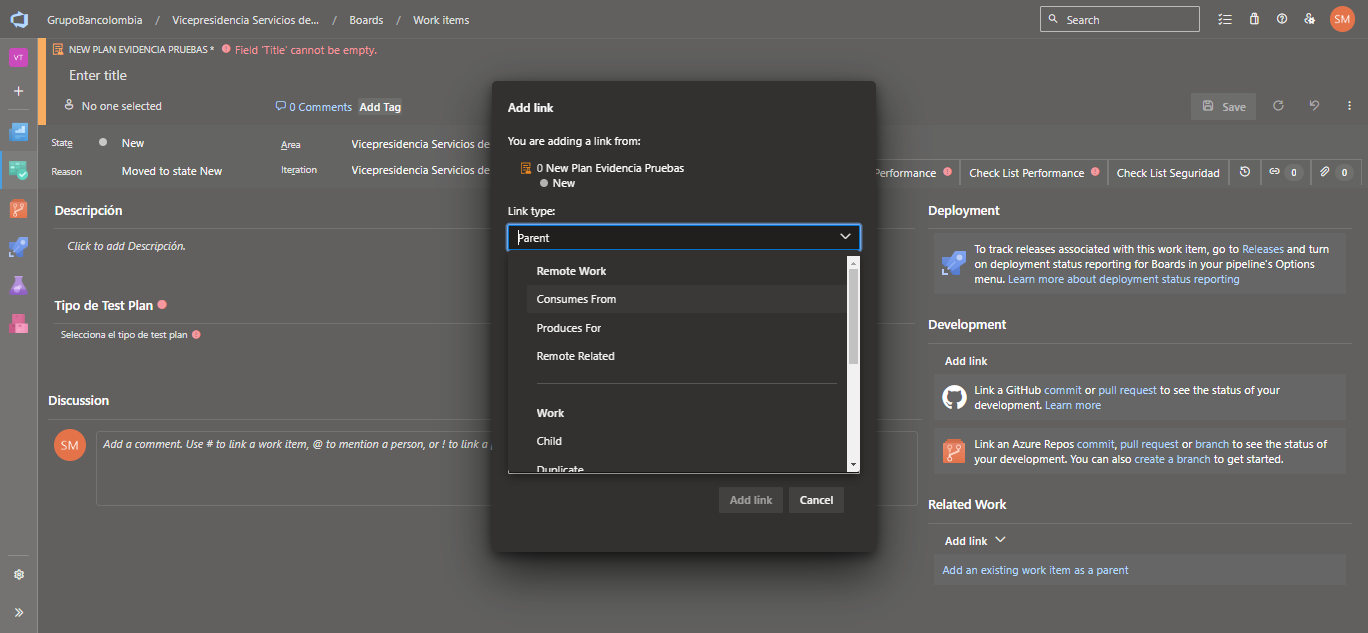 GrupoBancolombia / Vicepresidencia Servicios de... / Boards / Work items
Search
SM
VT
NEW PLAN EVIDENCIA PRUEBAS * Field 'Title' cannot be empty.
Enter title
No one selected
0 Comments
Add Tag
Save
State
New
Area
Vicepresidencia Servicios de
Reason
Moved to state New
Iteration
Vicepresidencia Servicios de
Performance
Check List Performance
Check List Seguridad
0
0
Descripción
Click to add Descripción.
Tipo de Test Plan
Selecciona el tipo de test plan
Discussion
SM
Add a comment. Use # to link a work item, @ to mention a person, or ! to link a
Add link
You are adding a link from:
0 New Plan Evidencia Pruebas
New
Link type:
Parent
Remote Work
Consumes From
Produces For
Remote Related
Work
Child
Duplicate
Add link
Cancel
Deployment
To track releases associated with this work item, go to Releases and turn
on deployment status reporting for Boards in your pipeline's Options
menu. Learn more about deployment status reporting
Development
Add link
Link a GitHub commit or pull request to see the status of your
development. Learn more
Link an Azure Repos commit, pull request or branch to see the status of
your development. You can also create a branch to get started.
Related Work
Add link
Add an existing work item as a parent